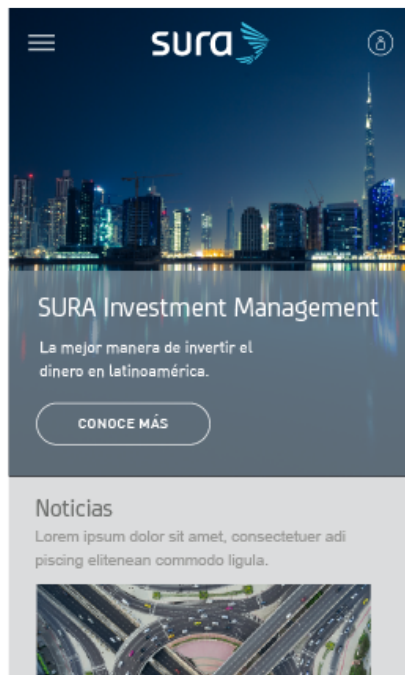 sura
SURA Investment Management
La mejor manera de invertir el
dinero en latinoamérica.
CONOCE MÁS
Noticias
Lorem ipsum dolor sit amet, consectetuer adi
piscing elitenean commodo ligula.